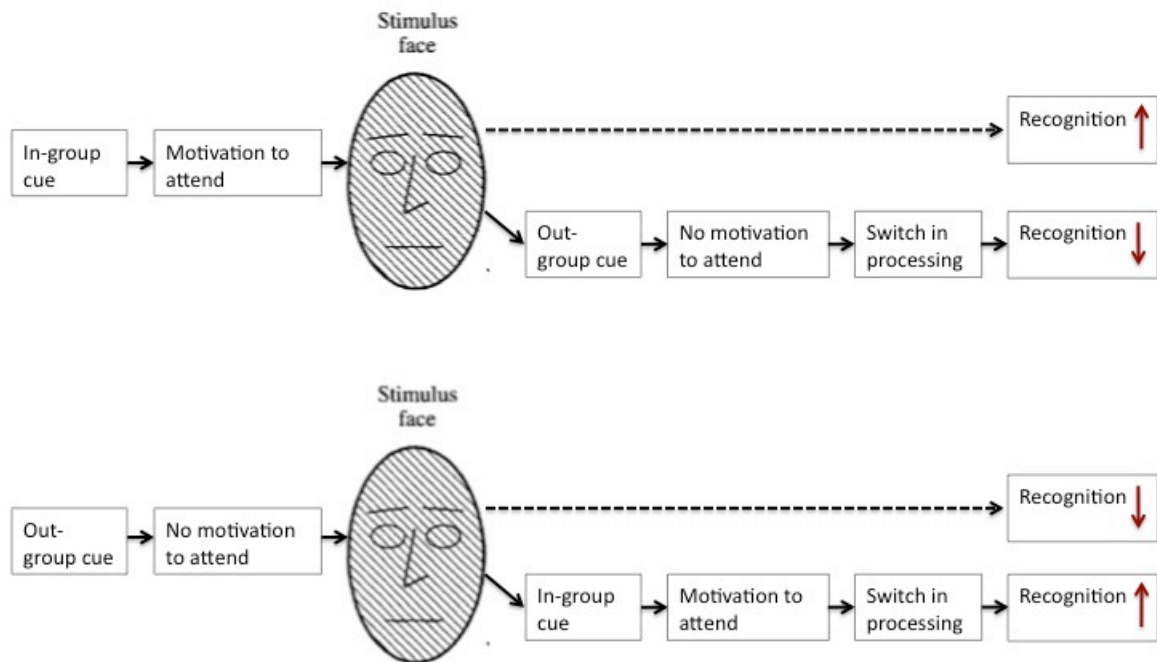 Stimulus
face
In-group
cue
Motivation to
attend
Recognition
Out-
group cue
No motivation
to attend
Switch in
processing
Recognition
Stimulus
face
Out-
group cue
No motivation
to attend
Recognition
In-group
cue
Motivation to
attend
Switch in
processing
Recognition